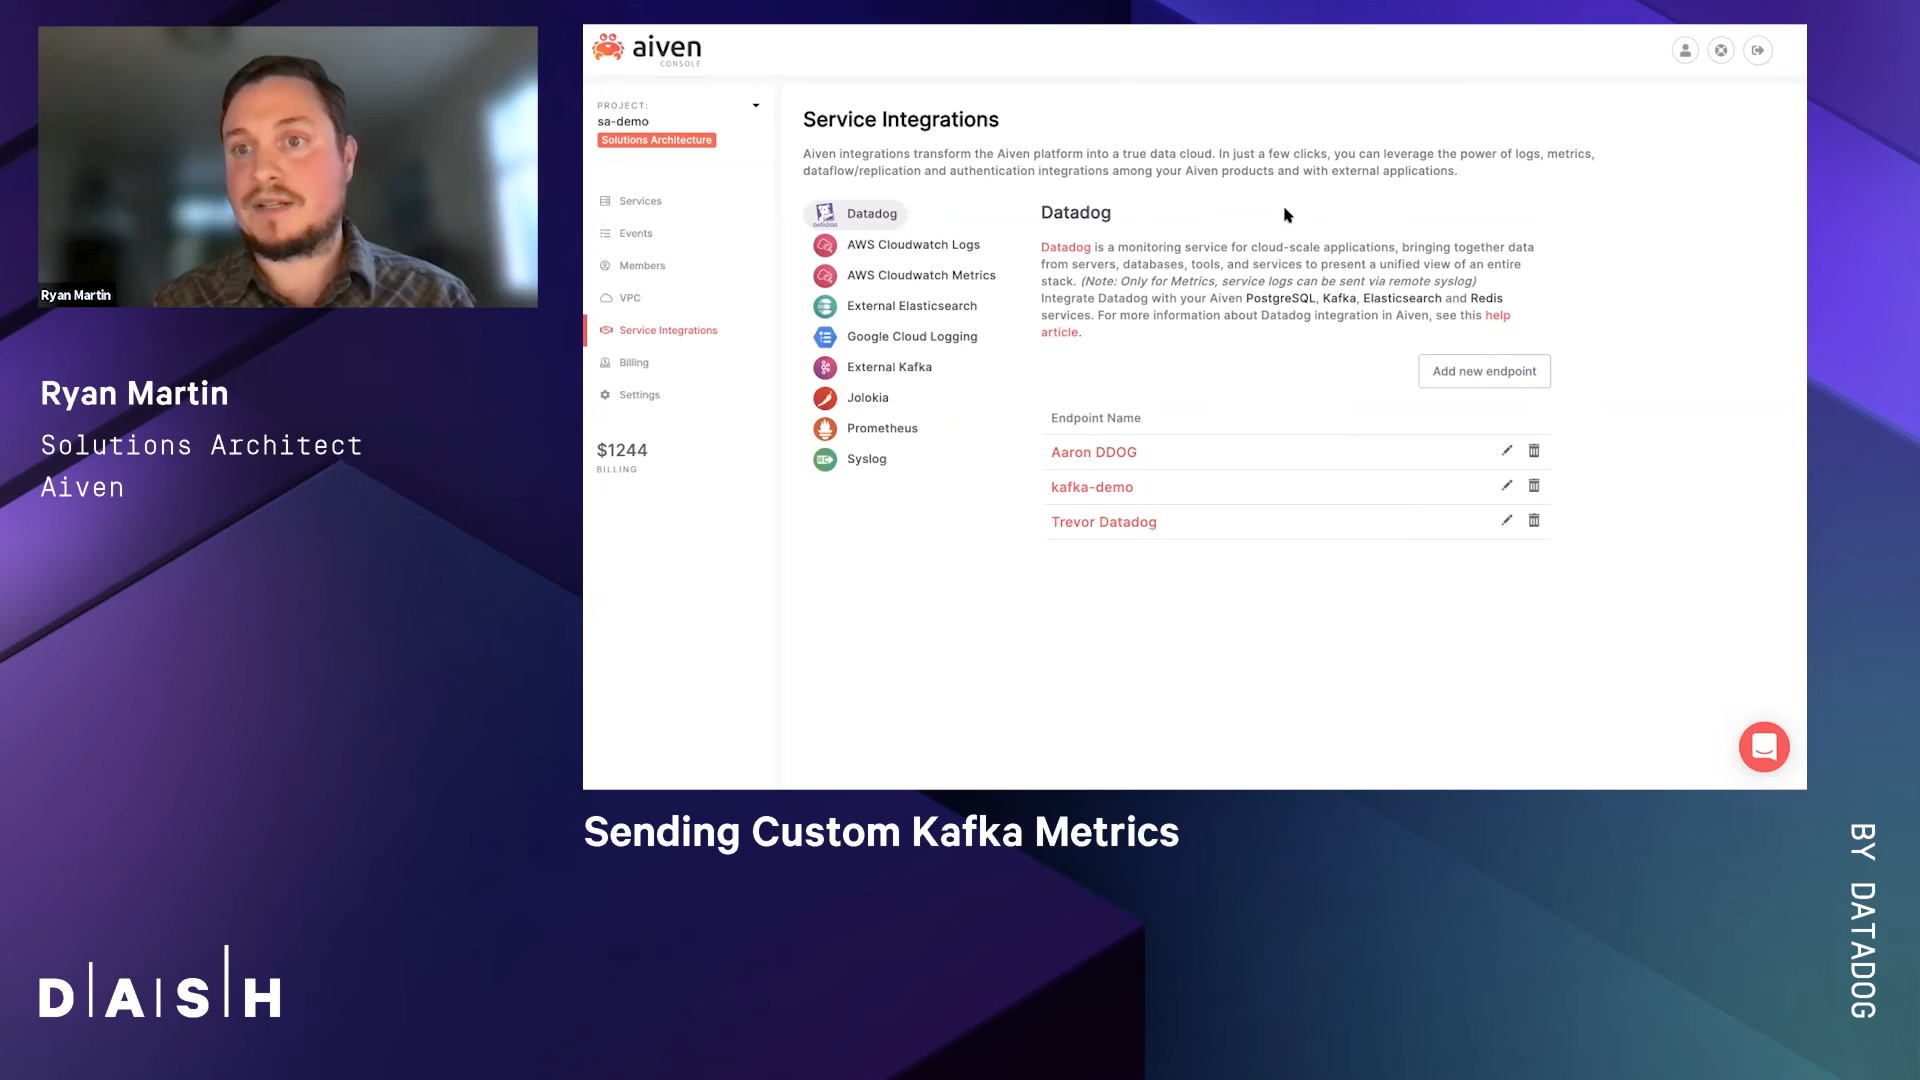 Ryan Martin
Ryan Martin
Solutions Architect
Aiven
aiven
CONSOLE
PROJECT:
sa-demo
Solutions Architecture
Services
Events
Members
VPC
Service Integrations
Billing
Settings
$1244
BILLING
Service Integrations
Aiven integrations transform the Aiven platform into a true data cloud. In just a few clicks, you can leverage the power of logs, metrics,
dataflow/replication and authentication integrations among your Aiven products and with external applications.
DATADOG
Datadog
AWS Cloudwatch Logs
AWS Cloudwatch Metrics
External Elasticsearch
Google Cloud Logging
External Kafka
Jolokia
Prometheus
Syslog
Datadog
Datadog is a monitoring service for cloud-scale applications, bringing together data
from servers, databases, tools, and services to present a unified view of an entire
stack. (Note: Only for Metrics, service logs can be sent via remote syslog)
Integrate Datadog with your Aiven PostgreSQL, Kafka, Elasticsearch and Redis
services. For more information about Datadog integration in Aiven, see this help
article.
Add new endpoint
Endpoint Name
Aaron DDOG
kafka-demo
Trevor Datadog
Sending Custom Kafka Metrics
DASH
BY DATADOG